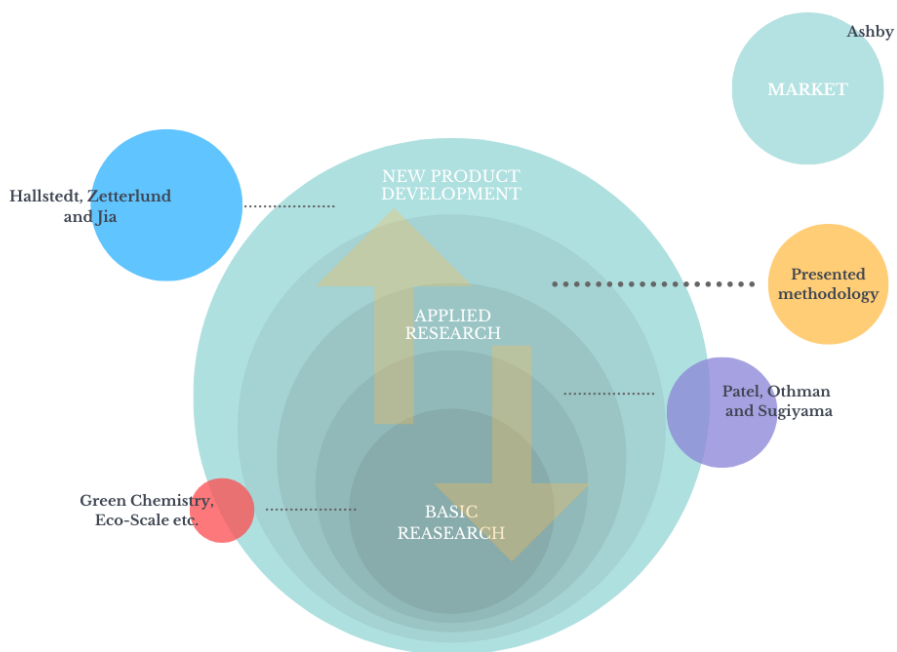 Ashby
MARKET
NEW PRODUCT
DEVELOPMENT
Hallstedt, Zetterlund
and Jia
Presented
methodology
APPLIED
RESEARCH
Patel, Othman
and Sugiyama
Green Chemistry,
Eco-Scale etc.
BASIC
REASEARCH